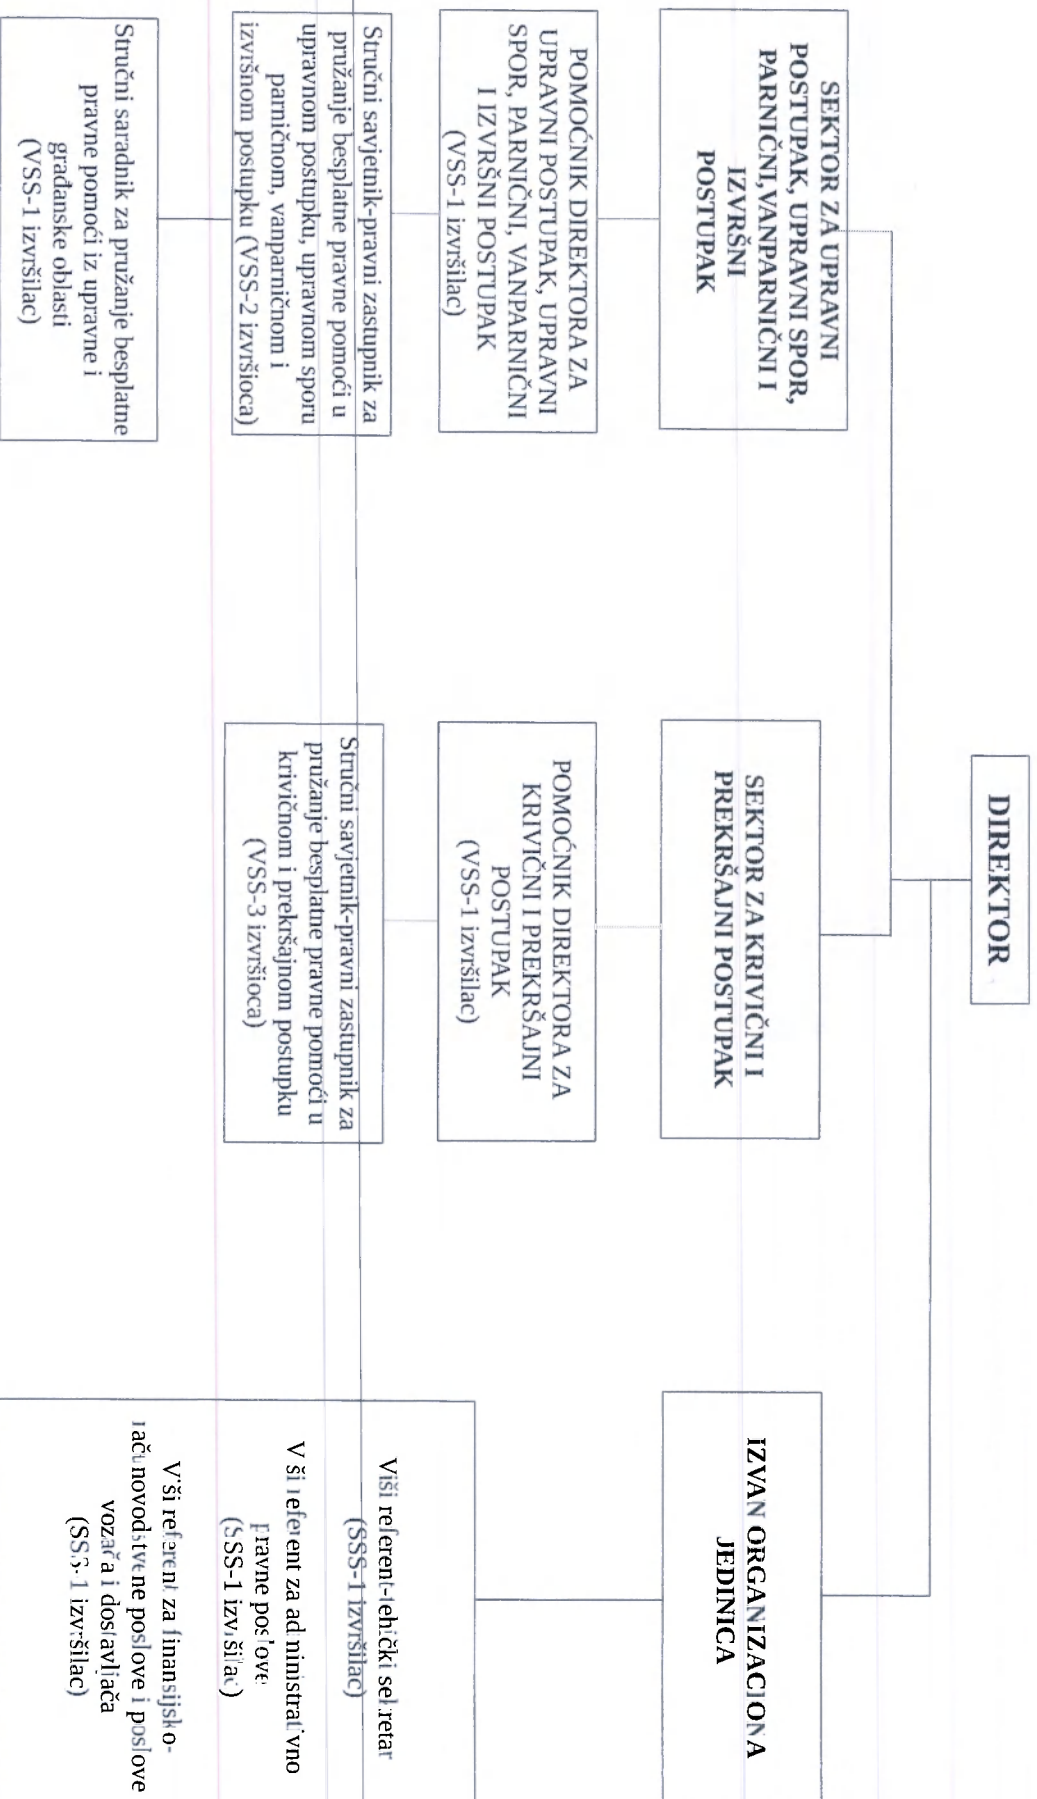 DIREKTOR
SEKTOR ZA UPRAVNI
POSTUPAK, UPRAVNI SPOR,
PARNIČNI,VANPARNIČNI I
IZVRŠNI
POSTUPAK
POMOĆNIK DIREKTORA ZA
UPRAVNI POSTUPAK, UPRAVNI
SPOR, PARNIČNI, VANPARNIČNI
I IZVRŠNI POSTUPAK
(VSS-1 izvršilac)
Stručni savjetnik-pravni zastupnik za
pružanje besplatne pravne pomoći u
upravnom postupku, upravnom sporu
parničnom, vanparničnom i
izvršnom postupku (VSS-2 izvršioca)
Stručni saradnik za pružanje besplatne
pravne pomoći iz upravne i
građanske oblasti
(VSS-1 izvršilac)
SEKTOR ZA KRIVIČNI I
PREKRŠAJNI POSTUPAK
POMOĆNIK DIREKTORA ZA
KRIVIČNI I PREKRŠAJNI
POSTUPAK
(VSS-1 izvršilac)
Stručni savjetnik-pravni zastupnik za
pružanje besplatne pravne pomoći u
krivičnom i prekršajnom postupku
(VSS-3 izvršioca)
IZVAN ORGANIZACIONA
JEDINICA
Viši referent-tehički sekretar
(SSS-1 izvršilac)
Viši referent za administrativno
pravne poslove
(SSS-1 izvršilac)
Viši referent za finansijsko-
računovodstvene poslove i poslove
vozača i dostavljača
(SSS-1 izvršilac)